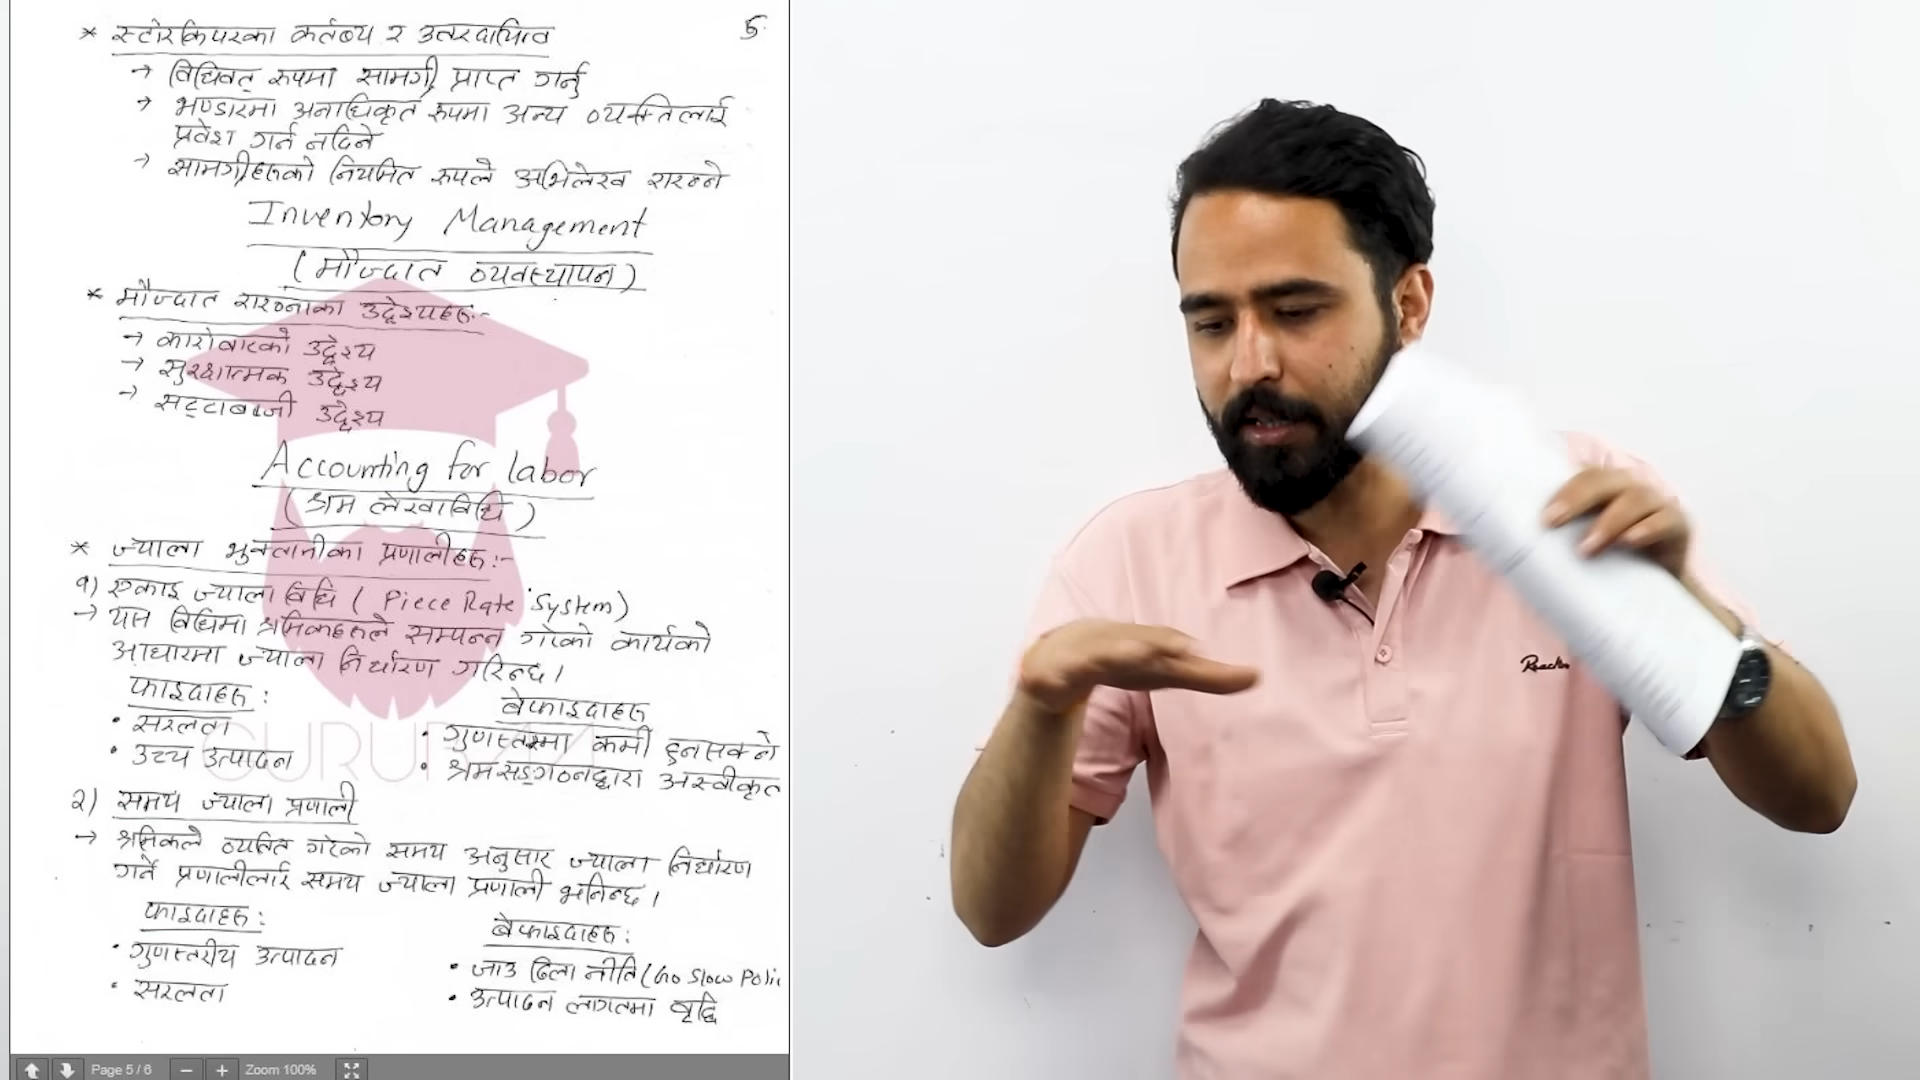 5
* स्टोरकिपरका कर्तव्य र उत्तरदायित्व
→ विधिवत् रूपमा सामग्री प्राप्त गर्नु
→ भण्डारमा अनाधिकृत रूपमा अन्य व्यक्तिलाई
प्रवेश गर्न नदिने
→ सामग्रीहरूको नियमित रूपले अभिलेख राख्ने
Inventory Management
(मौज्दात व्यवस्थापन)
* मौज्दात राख्नाका उद्देश्यहरू:-
→ कारोबारको उद्देश्य
→ सुरक्षात्मक उद्देश्य
→ सट्टाबाजी उद्देश्य
Accounting for labor
(श्रम लेखाविधि)
* ज्याला भुक्तानीका प्रणालीहरू:-
१) एकाइ ज्याला विधि ( Piece Rate System)
→ यस विधिमा श्रमिकहरूले सम्पन्न गरेको कार्यको
आधारमा ज्याला निर्धारण गरिन्छ।
फाइदाहरू : बेफाइदाहरू
• सरलता • गुणस्तरमा कमी हुनसक्ने
• उच्च उत्पादन • श्रमसङ्गठनद्वारा अस्वीकृत
GURU
२) समय ज्याला प्रणाली
→ श्रमिकले व्यतित गरेको समय अनुसार ज्याला निर्धारण
गर्ने प्रणालीलाई समय ज्याला प्रणाली भनिन्छ।
फाइदाहरू : बेफाइदाहरू :
• गुणस्तरीय उत्पादन • जाउ ढिला नीति (Go Slow Polic
• सरलता • उत्पादन लागतमा वृद्धि
Page 5 / 6 − + Zoom 100%